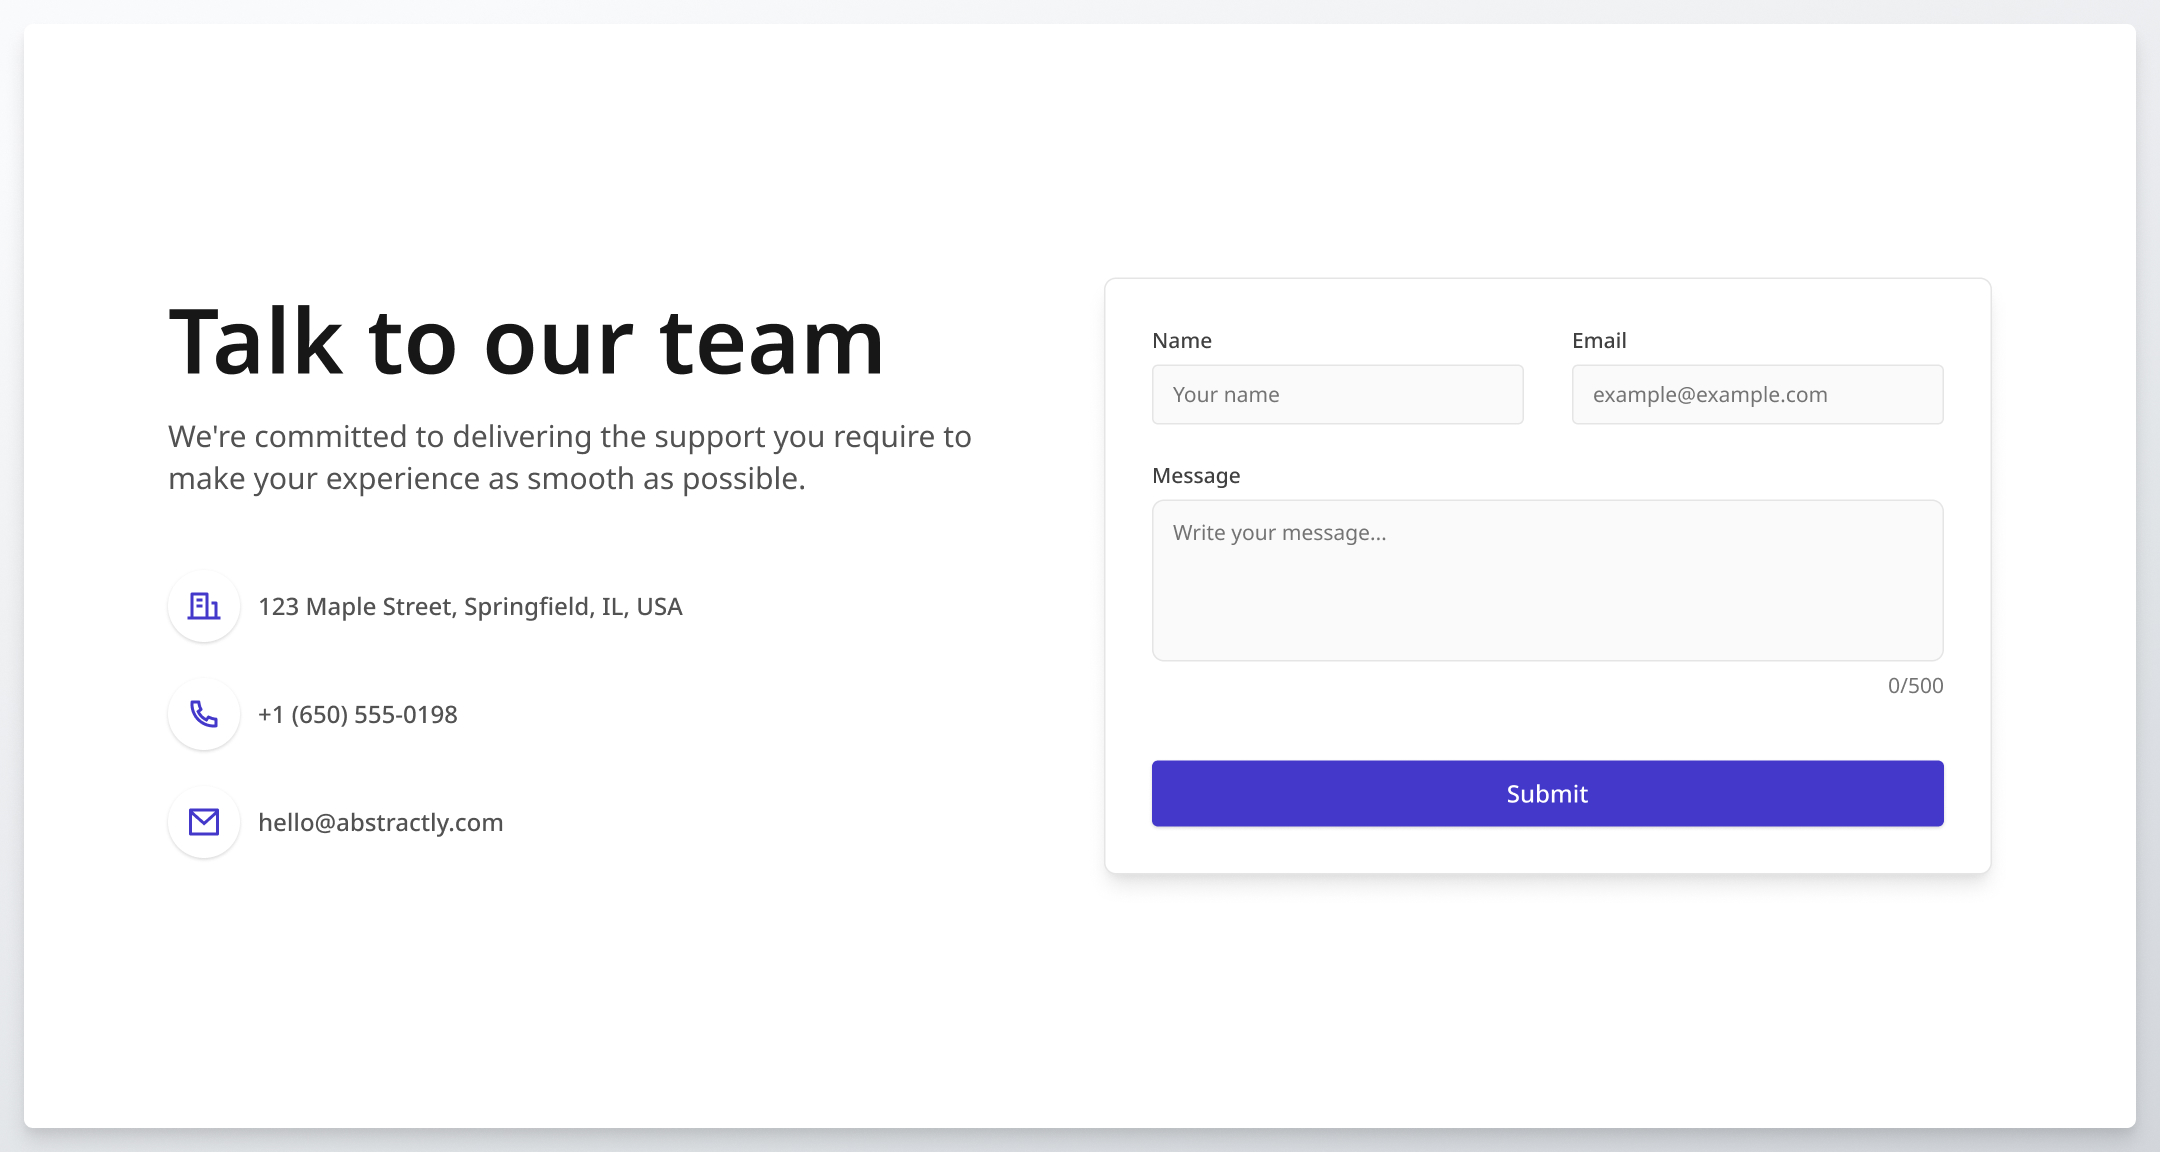 Talk to our team
We're committed to delivering the support you require to
make your experience as smooth as possible.
123 Maple Street, Springfield, IL, USA
+1 (650) 555-0198
hello@abstractly.com
Name
Your name
Email
example@example.com
Message
Write your message...
0/500
Submit